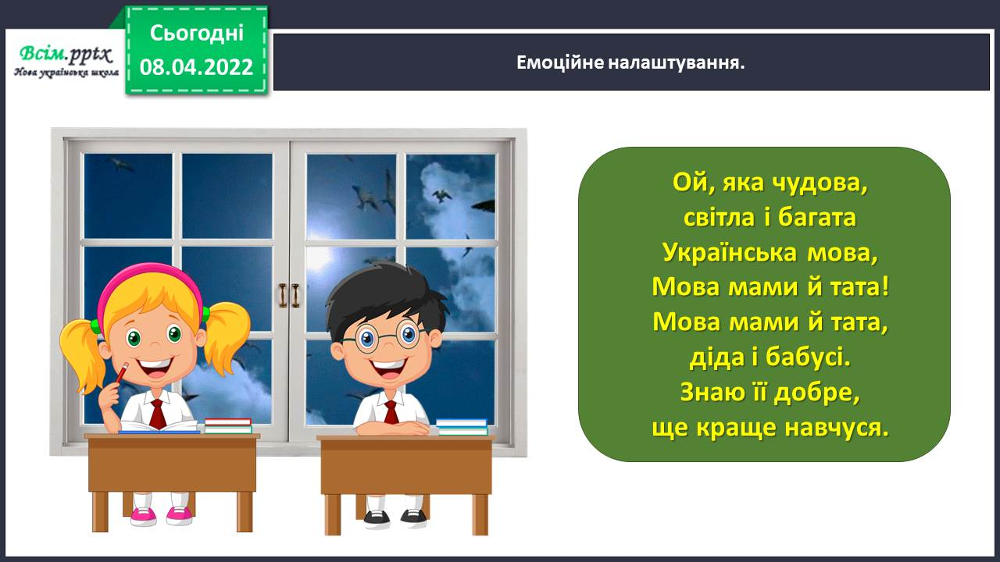 Сьогодні
08.04.2022
Всім.pptx
Нова українська школа
Емоційне налаштування.
Ой, яка чудова,
світла і багата
Українська мова,
Мова мами й тата!
Мова мами й тата,
діда і бабусі.
Знаю її добре,
ще краще навчуся.